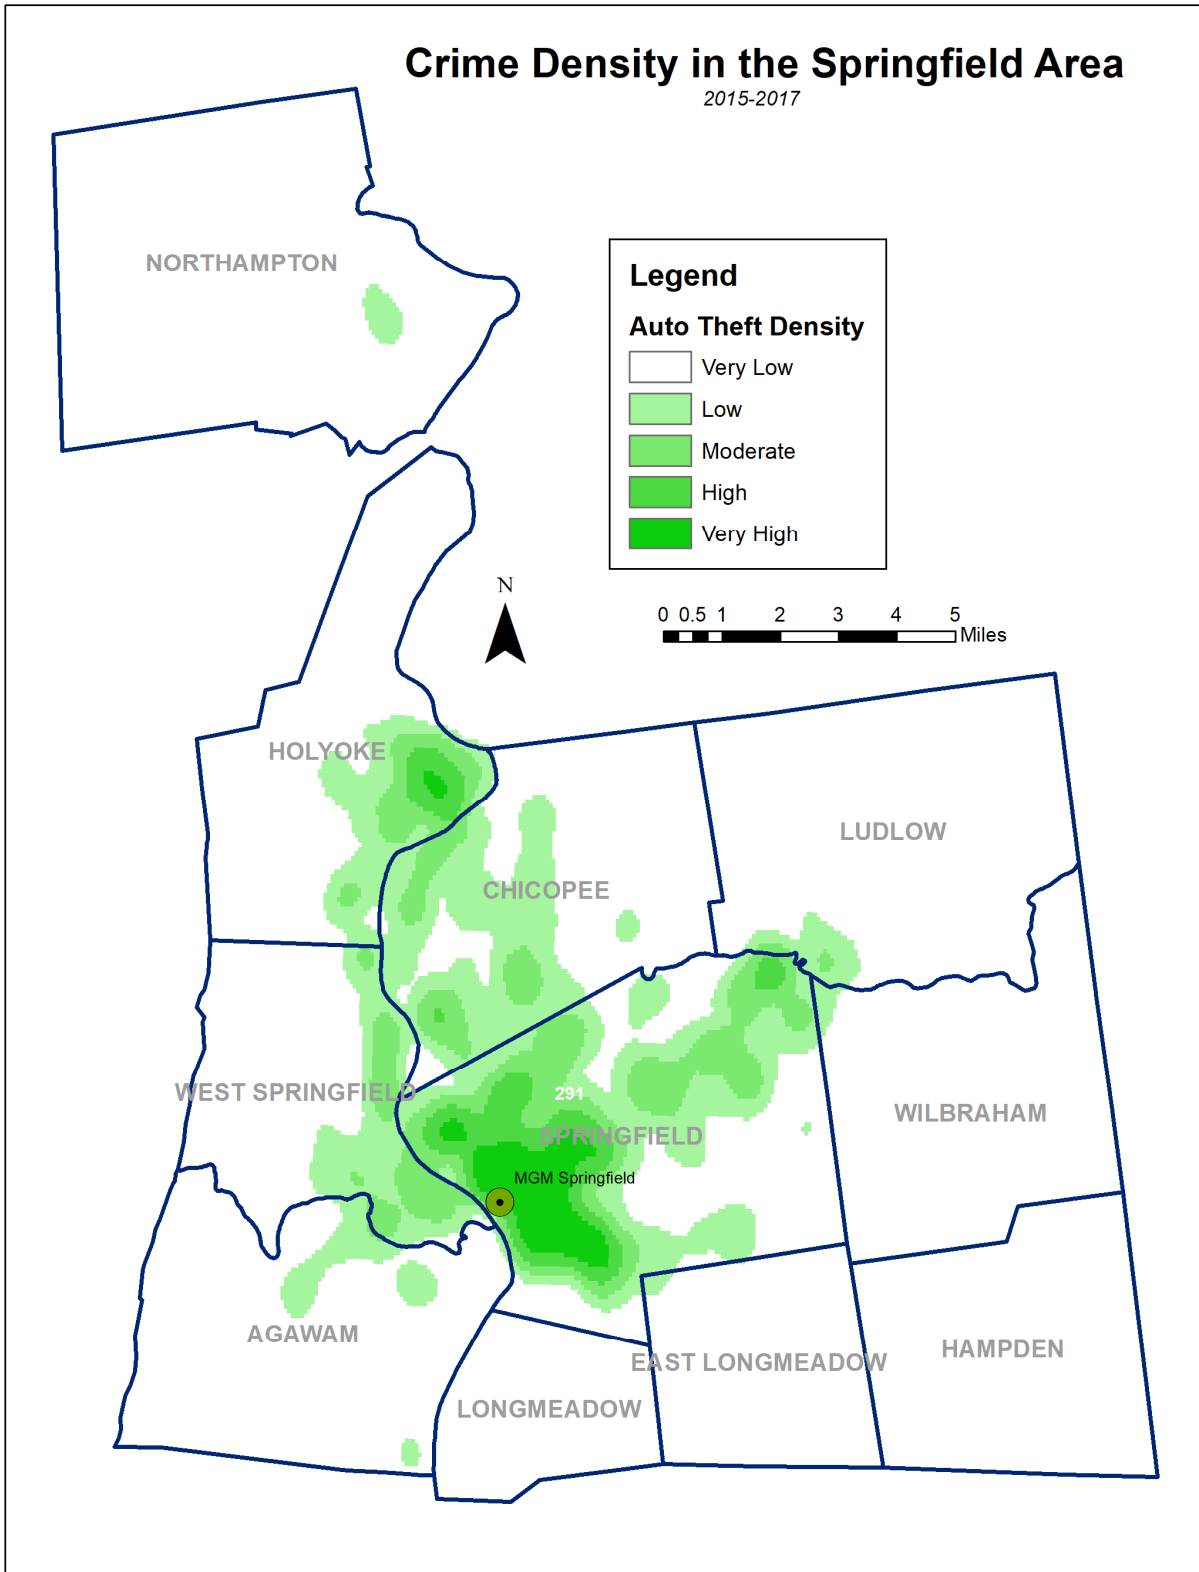 Crime Density in the Springfield Area
2015-2017
NORTHAMPTON
Legend
Auto Theft Density
Very Low
Low
Moderate
High
Very High
N
0 0.5 1 2 3 4 5
Miles
HOLYOKE
LUDLOW
CHICOPEE
WEST SPRINGFIELD
291
WILBRAHAM
SPRINGFIELD
MGM Springfield
AGAWAM
HAMPDEN
EAST LONGMEADOW
LONGMEADOW